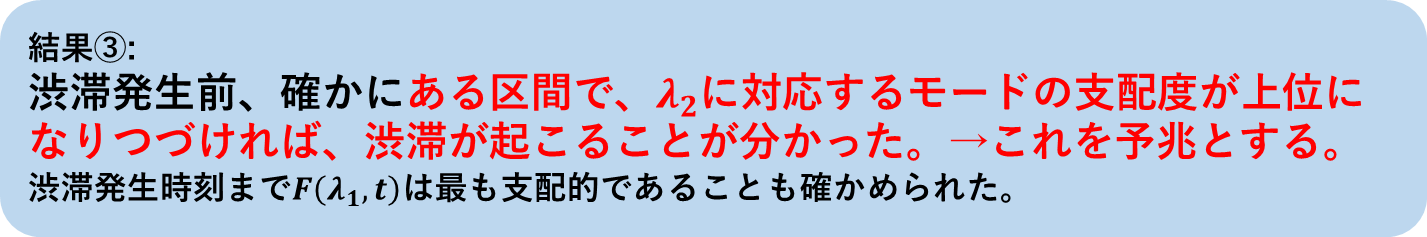 結果③:
渋滞発生前、確かにある区間で、λ₂に対応するモードの支配度が上位に
なりつづければ、渋滞が起こることが分かった。→これを予兆とする。
渋滞発生時刻までF(λ₁, t)は最も支配的であることも確かめられた。